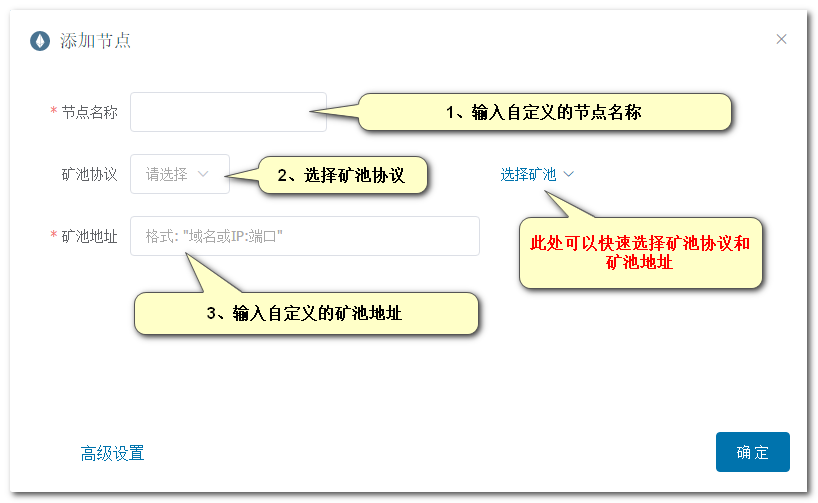 添加节点
* 节点名称
1、输入自定义的节点名称
矿池协议
请选择
2、选择矿池协议
选择矿池
* 矿池地址
格式: "域名或IP:端口"
此处可以快速选择矿池协议和
矿池地址
3、输入自定义的矿池地址
高级设置
确 定